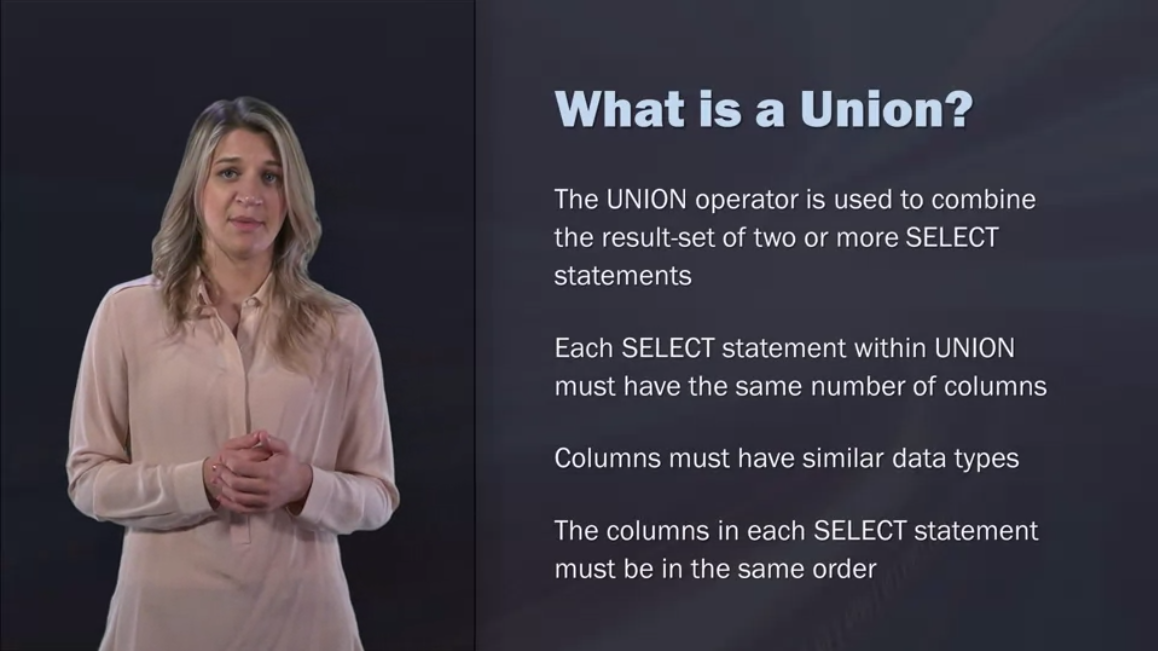 What is a Union?
The UNION operator is used to combine
the result-set of two or more SELECT
statements
Each SELECT statement within UNION
must have the same number of columns
Columns must have similar data types
The columns in each SELECT statement
must be in the same order